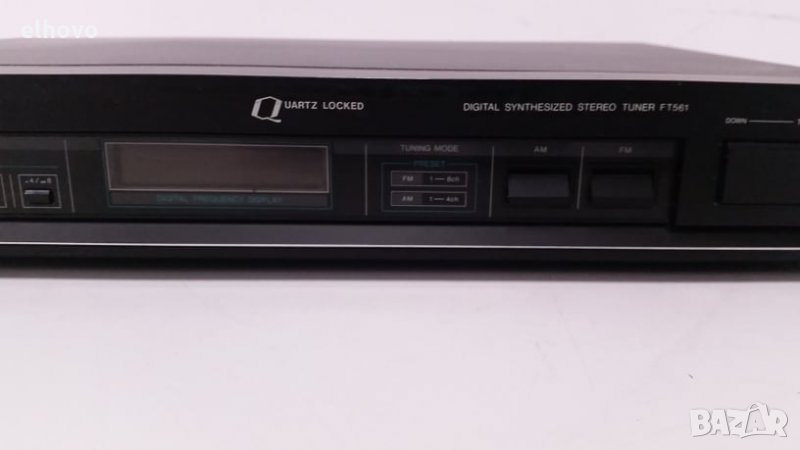 elhovo
QUARTZ LOCKED
DIGITAL SYNTHESIZED STEREO TUNER FT561
DOWN
TUNING MODE
AM
FM
PRESET
FM 1—8ch
AM 1—4ch
DIGITAL FREQUENCY DISPLAY
BAZAR